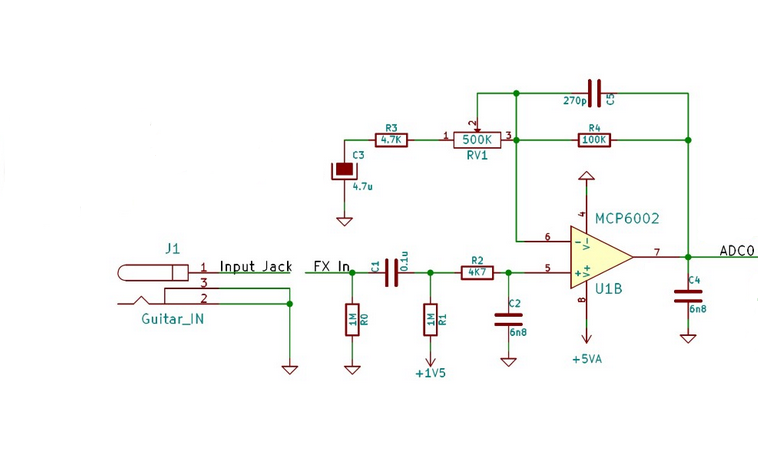 270p
C5
2
R3
R4
4.7K
1
500K
3
100K
RV1
C3
4.7u
4
MCP6002
V-
6
-
J1
ADC0
7
1
Input Jack
FX In
C1
0.1u
R2
4K7
5
+
V+
3
2
C4
U1B
8
C2
6n8
Guitar_IN
1M
R0
1M
R1
6n8
+5VA
+1V5